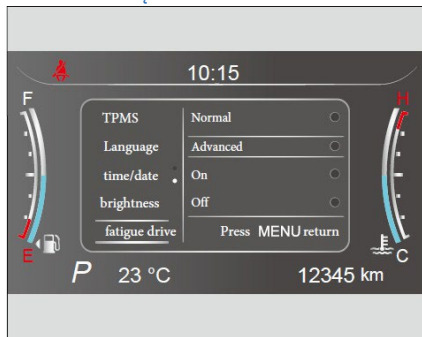 10:15
F
H
TPMS
Normal
Language
Advanced
time/date
On
brightness
Off
fatigue drive
Press MENU return
E
C
P
23 °C
12345 km